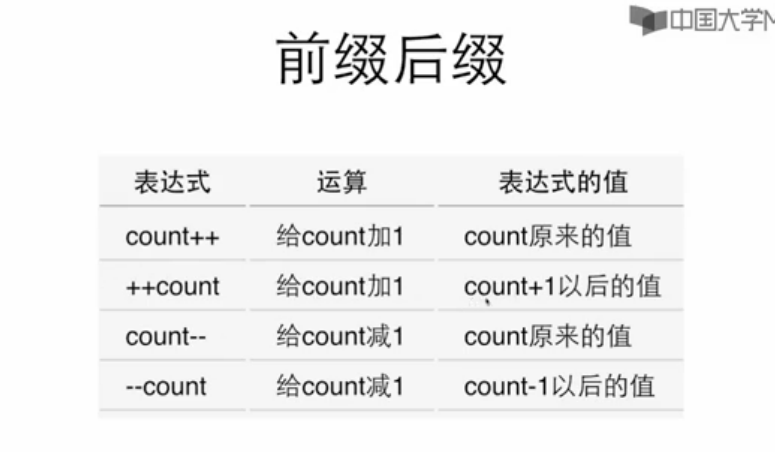 中国大学M
前缀后缀
表达式 运算 表达式的值
count++ 给count加1 count原来的值
++count 给count加1 count+1以后的值
count-- 给count减1 count原来的值
--count 给count减1 count-1以后的值